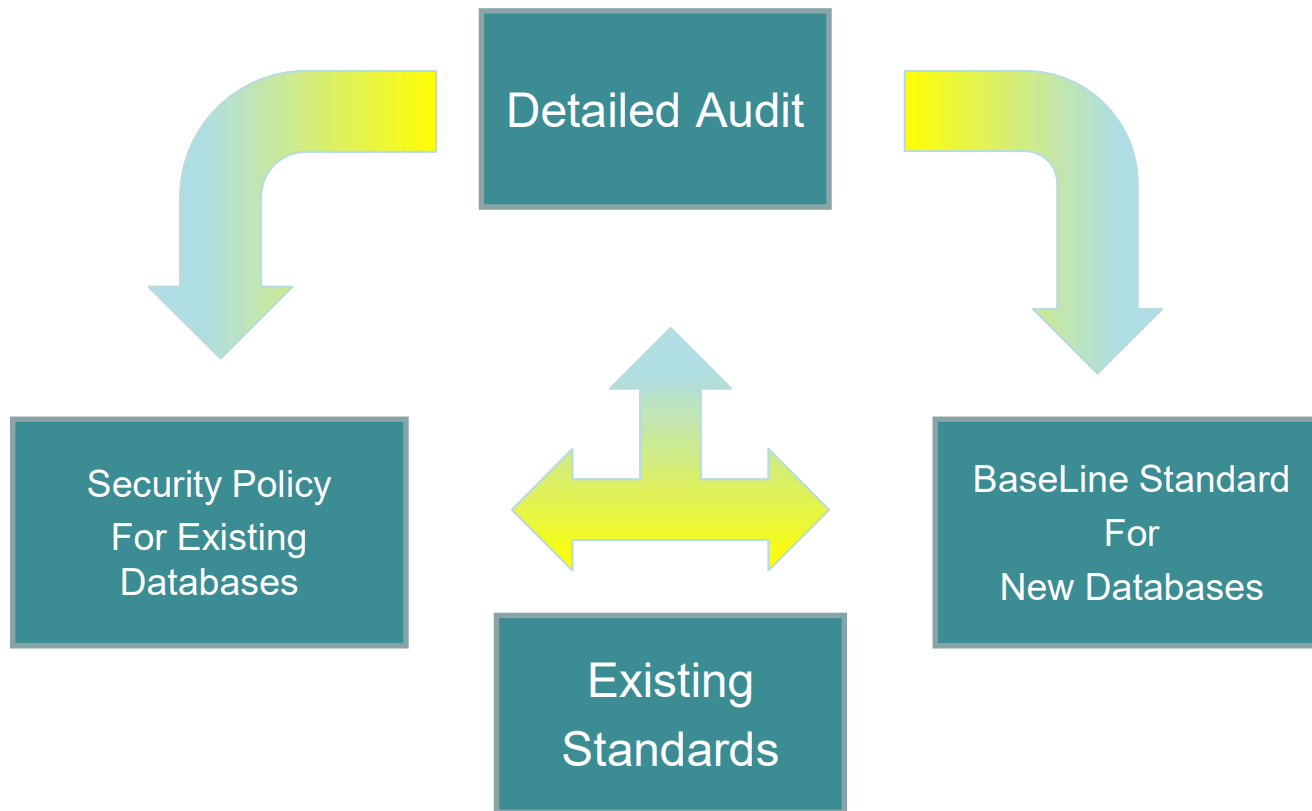 Detailed Audit
Security Policy
For Existing
Databases
BaseLine Standard
For
New Databases
Existing
Standards